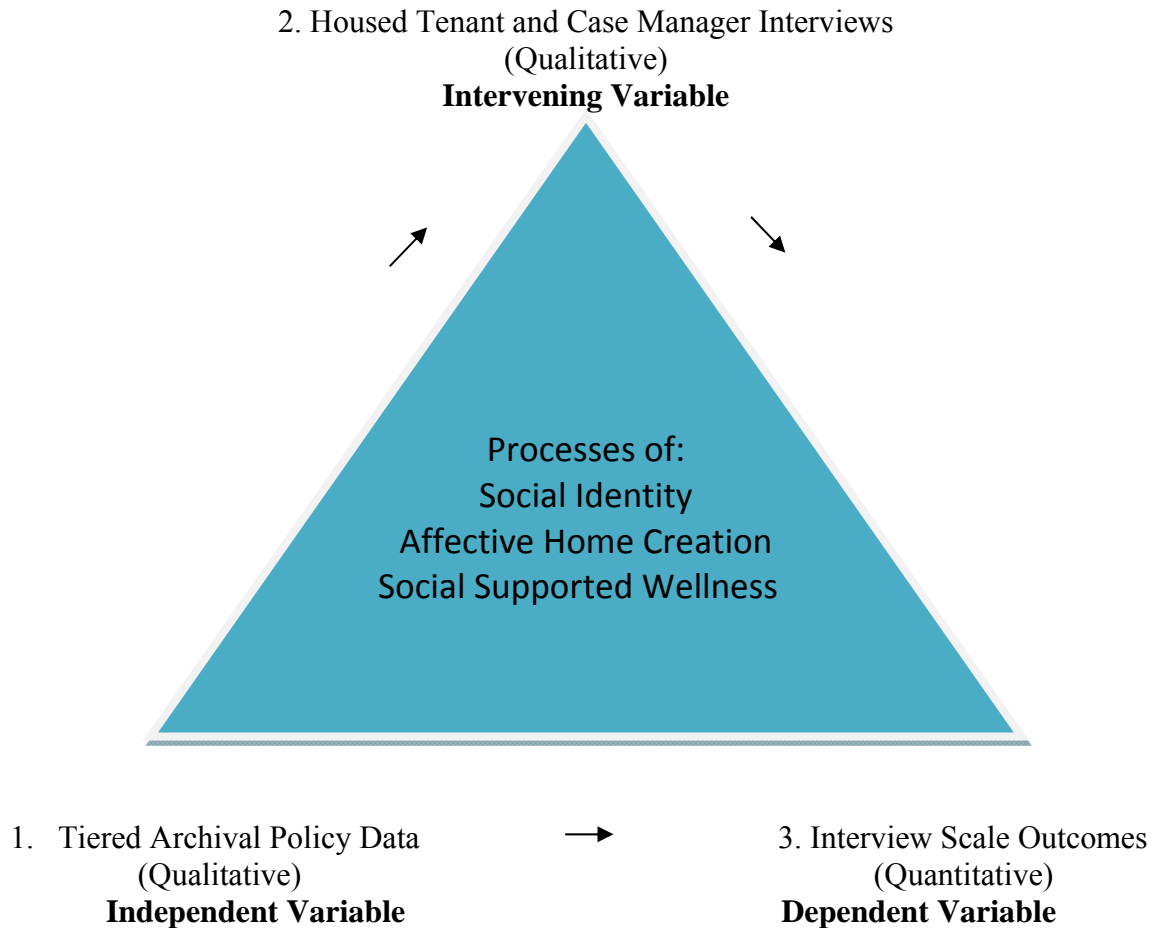 2. Housed Tenant and Case Manager Interviews
(Qualitative)
Intervening Variable
Processes of:
Social Identity
Affective Home Creation
Social Supported Wellness
1. Tiered Archival Policy Data
(Qualitative)
Independent Variable
3. Interview Scale Outcomes
(Quantitative)
Dependent Variable